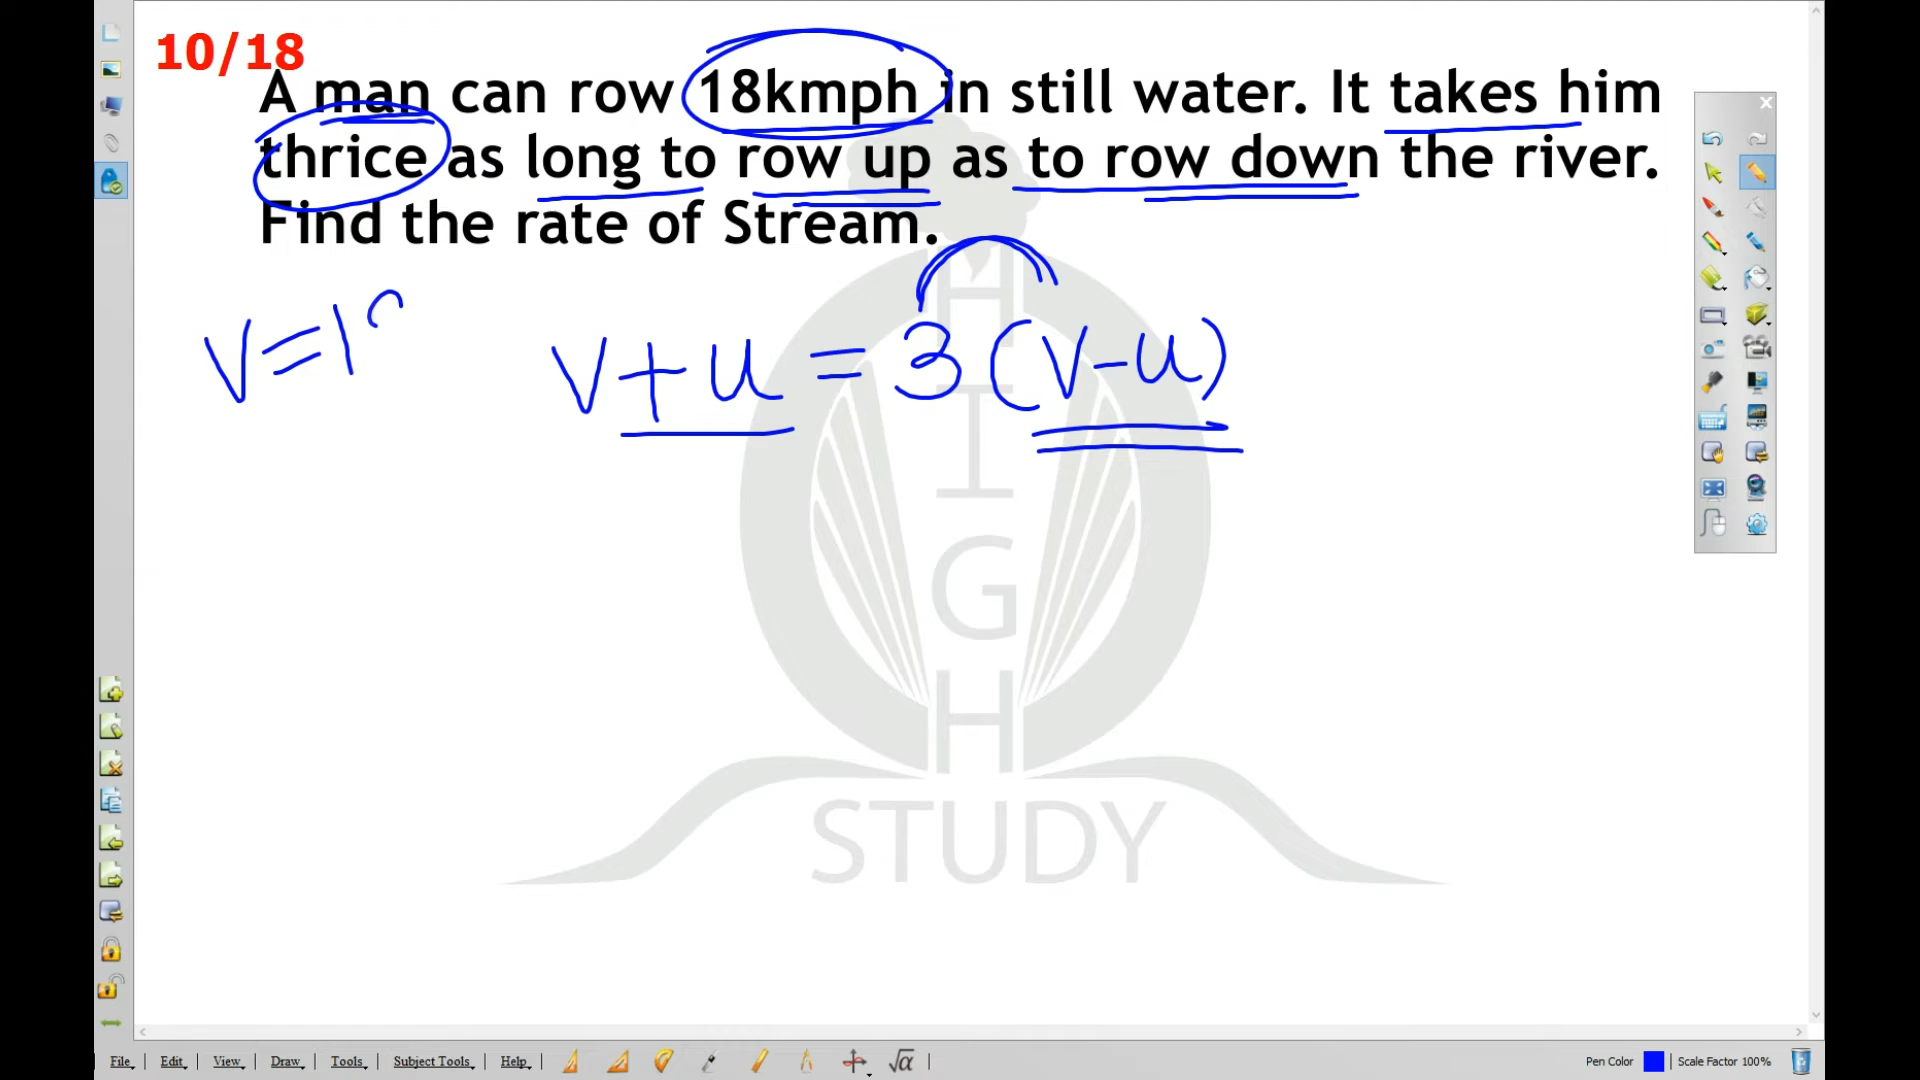 10/18
A man can row 18kmph in still water. It takes him
thrice as long to row up as to row down the river.
Find the rate of Stream.
v=1
v+u = 3(v-u)
HIGH
STUDY
File Edit View Draw Tools Subject Tools Help √α Pen Color Scale Factor 100%